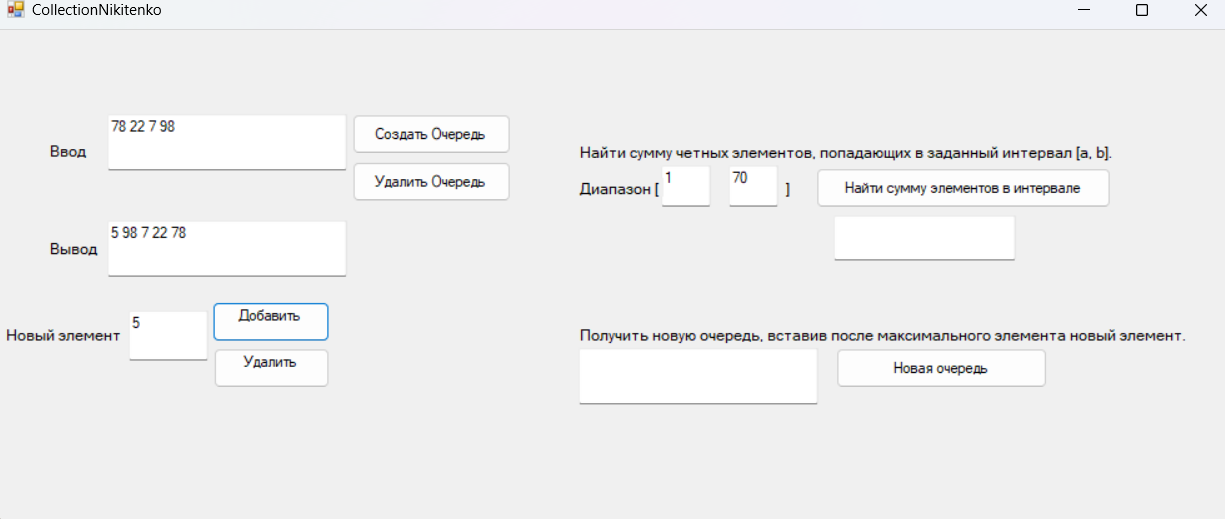 CollectionNikitenko
Ввод
78 22 7 98
Создать Очередь
Удалить Очередь
Вывод
5 98 7 22 78
Новый элемент
5
Добавить
Удалить
Найти сумму четных элементов, попадающих в заданный интервал [a, b].
Диапазон [ 1 70 ]
Найти сумму элементов в интервале
Получить новую очередь, вставив после максимального элемента новый элемент.
Новая очередь